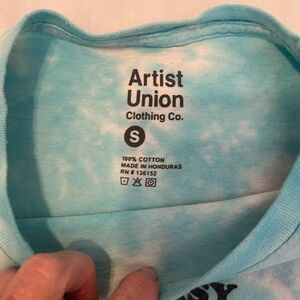 Artist
Union
Clothing Co.
S
100% COTTON
MADE IN HONDURAS
RN # 136152